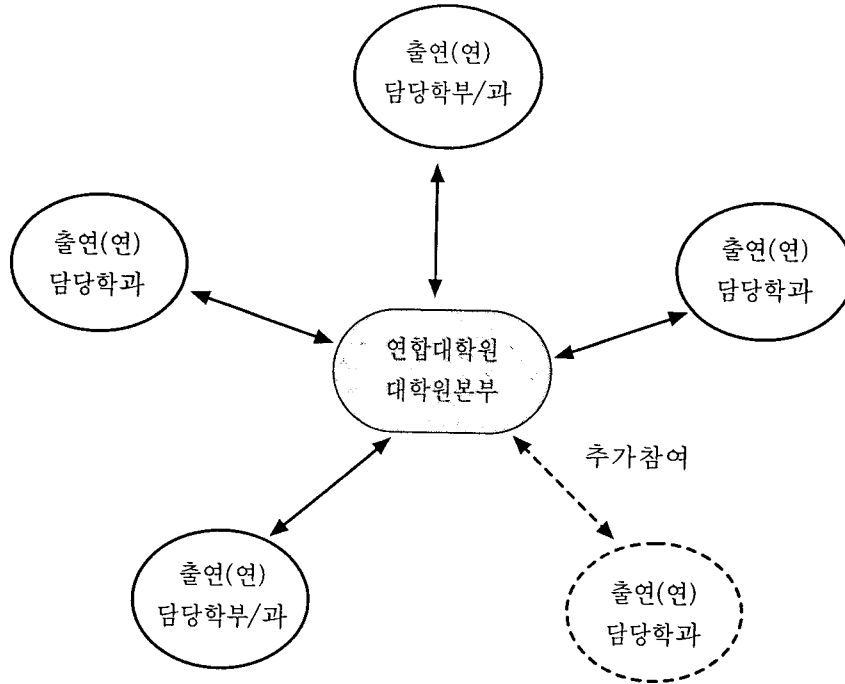 출연(연)
담당학부/과
출연(연)
담당학과
출연(연)
담당학과
연합대학원
대학원본부
추가참여
출연(연)
담당학부/과
출연(연)
담당학과